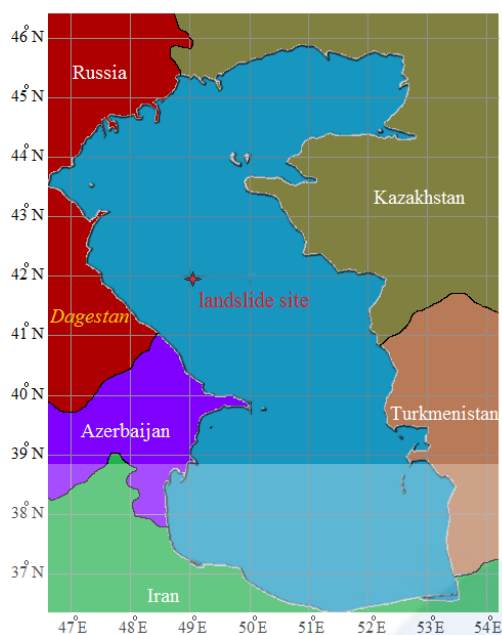 46°N
Russia
45°N
44°N
Kazakhstan
43°N
42°N
landslide site
Dagestan
41°N
40°N
Turkmenistan
Azerbaijan
39°N
38°N
37°N
Iran
47°E 48°E 49°E 50°E 51°E 52°E 53°E 54°E